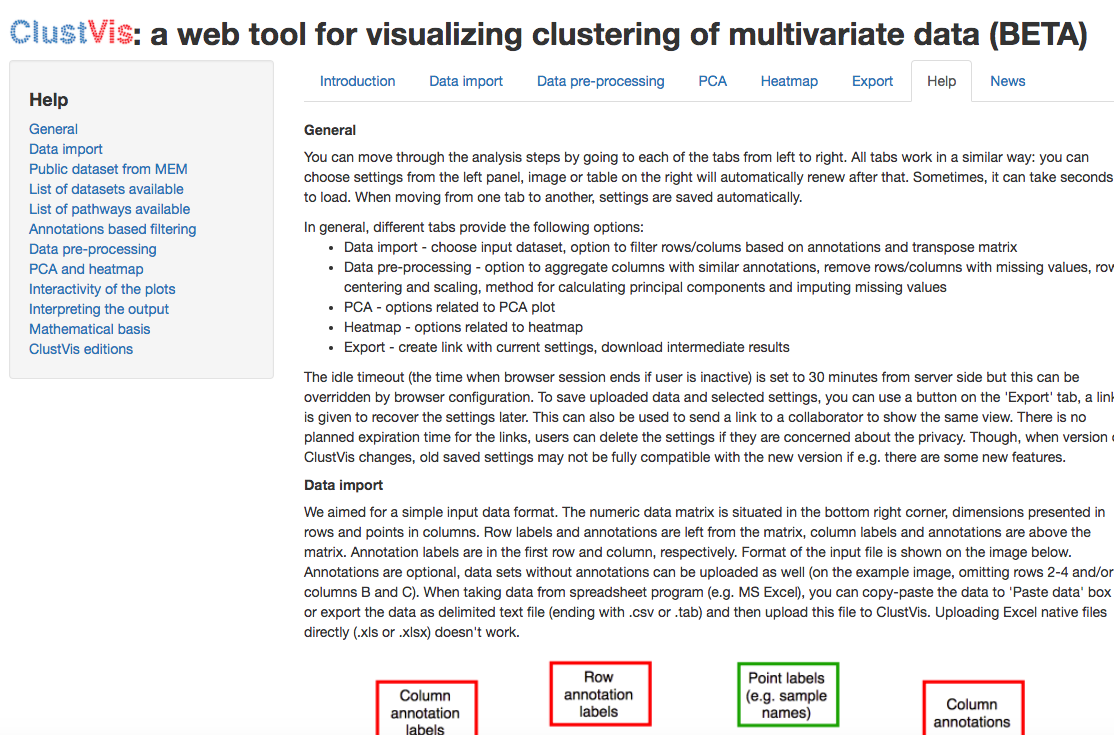 ClustVis: a web tool for visualizing clustering of multivariate data (BETA)
Help
General
Data import
Public dataset from MEM
List of datasets available
List of pathways available
Annotations based filtering
Data pre-processing
PCA and heatmap
Interactivity of the plots
Interpreting the output
Mathematical basis
ClustVis editions
Introduction Data import Data pre-processing PCA Heatmap Export Help News
General
You can move through the analysis steps by going to each of the tabs from left to right. All tabs work in a similar way: you can
choose settings from the left panel, image or table on the right will automatically renew after that. Sometimes, it can take seconds
to load. When moving from one tab to another, settings are saved automatically.
In general, different tabs provide the following options:
• Data import - choose input dataset, option to filter rows/colums based on annotations and transpose matrix
• Data pre-processing - option to aggregate columns with similar annotations, remove rows/columns with missing values,
centering and scaling, method for calculating principal components and imputing missing values
• PCA - options related to PCA plot
• Heatmap - options related to heatmap
• Export - create link with current settings, download intermediate results
The idle timeout (the time when browser session ends if user is inactive) is set to 30 minutes from server side but this can be
overridden by browser configuration. To save uploaded data and selected settings, you can use a button on the 'Export' tab, a link
is given to recover the settings later. This can also be used to send a link to a collaborator to show the same view. There is no
planned expiration time for the links, users can delete the settings if they are concerned about the privacy. Though, when version
ClustVis changes, old saved settings may not be fully compatible with the new version if e.g. there are some new features.
Data import
We aimed for a simple input data format. The numeric data matrix is situated in the bottom right corner, dimensions presented in
rows and points in columns. Row labels and annotations are left from the matrix, column labels and annotations are above the
matrix. Annotation labels are in the first row and column, respectively. Format of the input file is shown on the image below.
Annotations are optional, data sets without annotations can be uploaded as well (on the example image, omitting rows 2-4 and/or
columns B and C). When taking data from spreadsheet program (e.g. MS Excel), you can copy-paste the data to 'Paste data' box
or export the data as delimited text file (ending with .csv or .tab) and then upload this file to ClustVis. Uploading Excel native files
directly (.xls or .xlsx) doesn't work.
Column
annotation
labels
Row
annotation
labels
Point labels
(e.g. sample
names)
Column
annotations